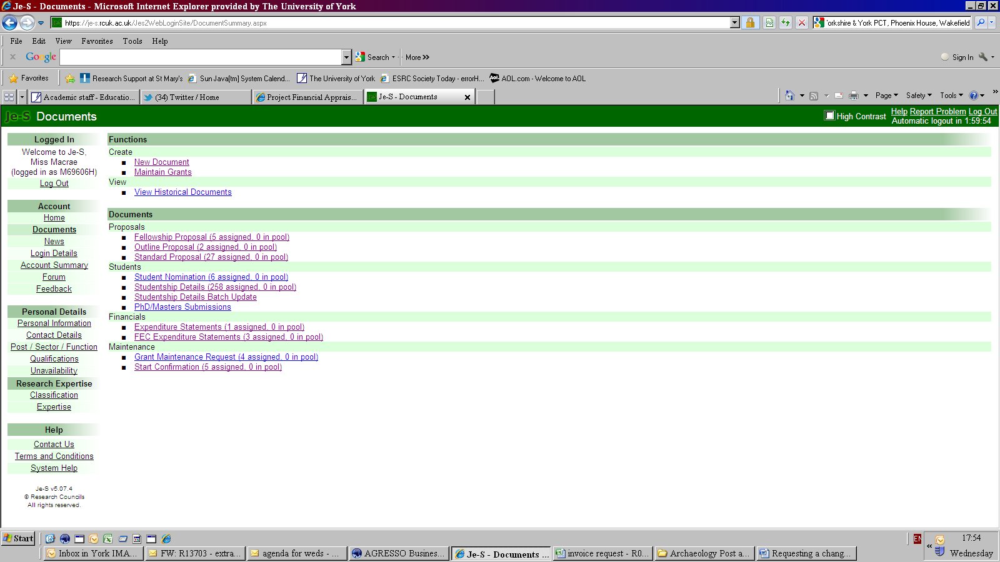 Je-S - Documents - Microsoft Internet Explorer provided by The University of York
https://je-s.rcuk.ac.uk/Jes2WebLoginSite/DocumentSummary.aspx
'orkshire & York PCT, Phoenix House, Wakefield
File Edit View Favorites Tools Help
x Google Search More >> Sign In
Favorites Research Support at St Mary's Sun Java[tm] System Calend... The University of York ESRC Society Today - errorH... Aol. AOL.com - Welcome to AOL
Academic staff - Educatio... (34) Twitter / Home Project Financial Apprais... Je-S - Documents Page Safety Tools
Je-S Documents
High Contrast Help Report Problem Log Out
Automatic logout in 1:59:54
Logged In
Welcome to Je-S,
Miss Macrae
(logged in as M69606H)
Log Out
Account
Home
Documents
News
Login Details
Account Summary
Forum
Feedback
Personal Details
Personal Information
Contact Details
Post / Sector / Function
Qualifications
Unavailability
Research Expertise
Classification
Expertise
Help
Contact Us
Terms and Conditions
System Help
Je-S v5.07.4
© Research Councils
All rights reserved.
Functions
Create
New Document
Maintain Grants
View
View Historical Documents
Documents
Proposals
Fellowship Proposal (5 assigned, 0 in pool)
Outline Proposal (2 assigned, 0 in pool)
Standard Proposal (27 assigned, 0 in pool)
Students
Student Nomination (6 assigned, 0 in pool)
Studentship Details (258 assigned, 0 in pool)
Studentship Details Batch Update
PhD/Masters Submissions
Financials
Expenditure Statements (1 assigned, 0 in pool)
FEC Expenditure Statements (3 assigned, 0 in pool)
Maintenance
Grant Maintenance Request (4 assigned, 0 in pool)
Start Confirmation (5 assigned, 0 in pool)
Start EN 17:54
Inbox in York IMA... FW: R13703 - extra... agenda for weds - ... AGRESSO Busines... Je-S - Documents ... invoice request - R0... Archaeology Post a... Requesting a chang... Wednesday